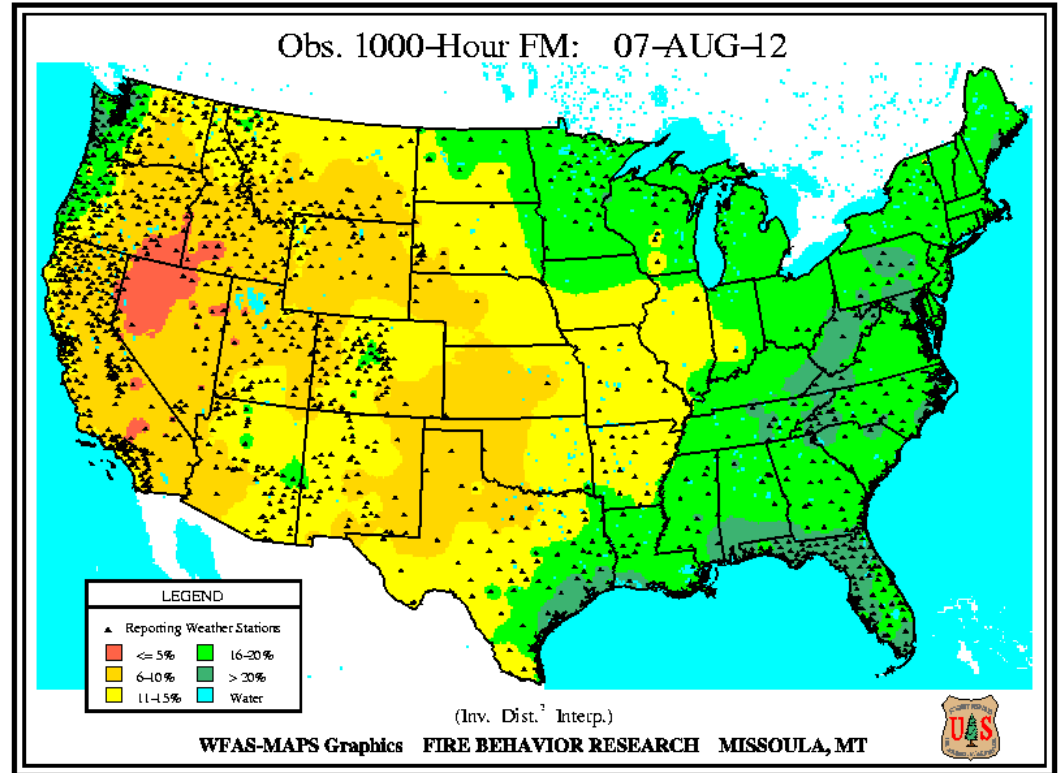 Obs. 1000-Hour FM: 07-AUG-12
LEGEND
Reporting Weather Stations
<= 5%
16-20%
6-10%
> 20%
11-15%
Water
(Inv. Dist.² Interp.)
WFAS-MAPS Graphics FIRE BEHAVIOR RESEARCH MISSOULA, MT
U S